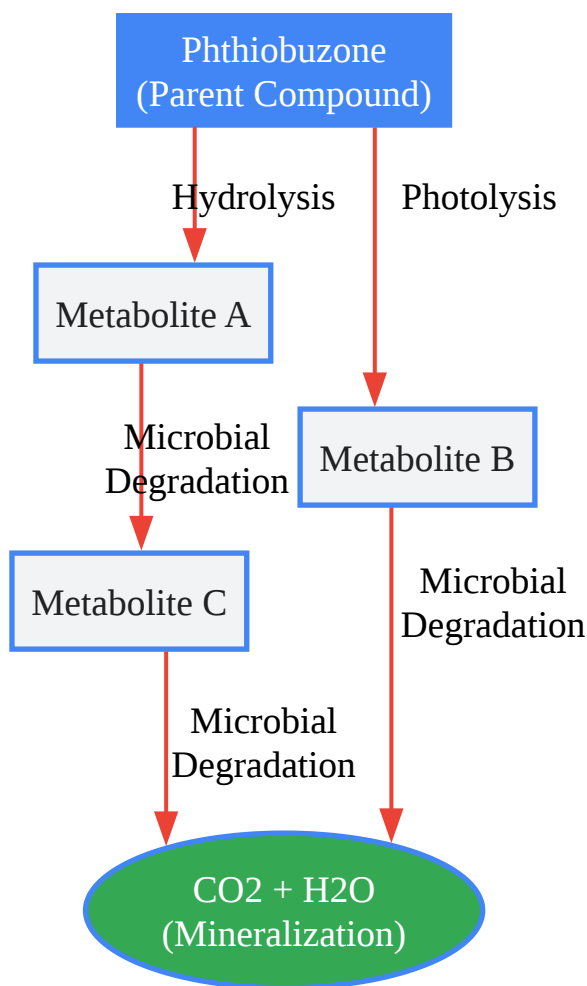 Phthiobuzone
(Parent Compound)
Hydrolysis
Photolysis
Metabolite A
Microbial
Degradation
Metabolite B
Metabolite C
Microbial
Degradation
Microbial
Degradation
CO2 + H2O
(Mineralization)